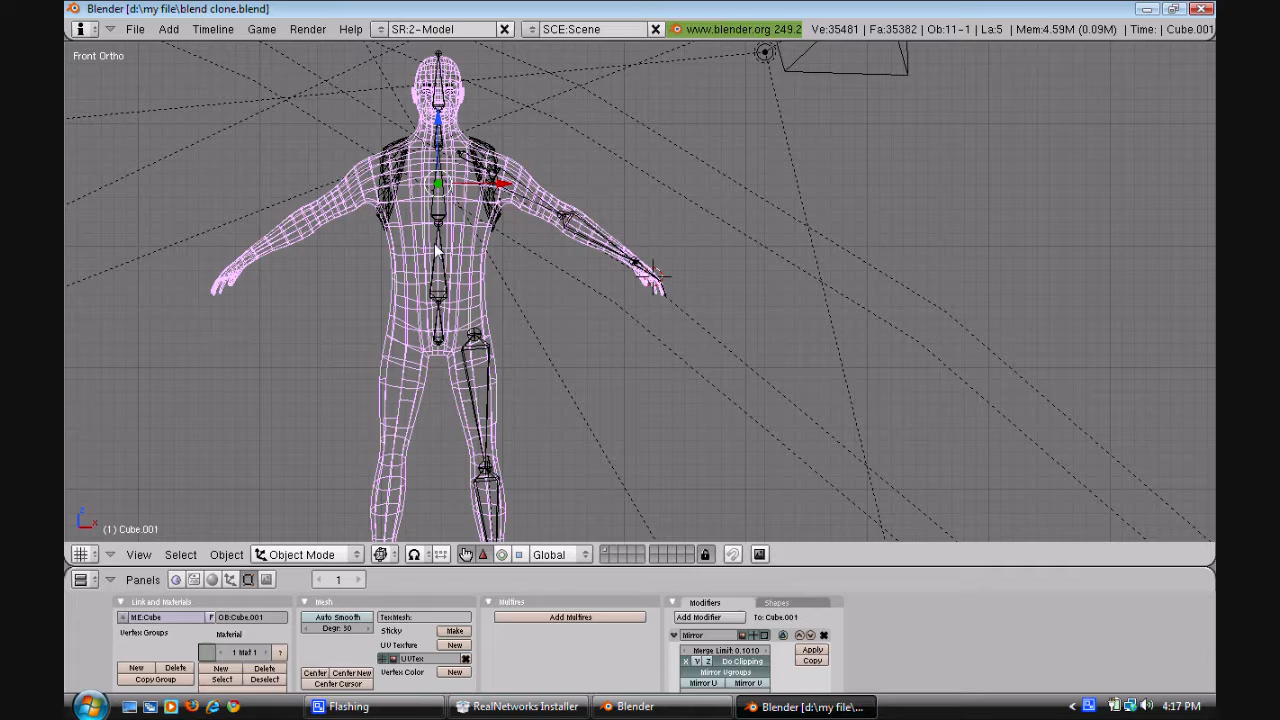 Blender [d:\my file\blend clone.blend]
File Add Timeline Game Render Help SR:2-Model SCE:Scene www.blender.org 249.2 Ve:35481 | Fa:35382 | Ob:11-1 | La:5 | Mem:4.59M (0.09M) | Time: | Cube.001
Front Ortho
z
x
(1) Cube.001
View Select Object Object Mode Global
Panels 1
Link and Materials Mesh Multires Modifiers Shapes
ME:Cube F OB:Cube.001 Auto Smooth TexMesh: Add Multires Add Modifier To: Cube.001
Vertex Groups Material Degr: 30 Sticky Make Mirror
1 Mat 1 ? UV Texture New Merge Limit: 0.1010 Apply
New Delete New Delete UVTex X Y Z Do Clipping Copy
Copy Group Select Deselect Center Center New Vertex Color New Mirror Vgroups
Center Cursor Mirror U Mirror V
Flashing RealNetworks Installer Blender Blender [d:\my file\... 4:17 PM